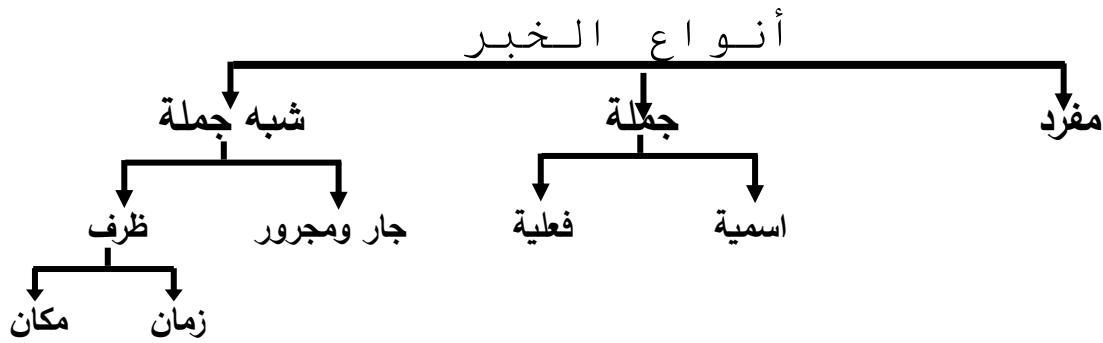 أنواع الخبر
مفرد جملة شبه جملة
اسمية فعلية جار ومجرور ظرف
زمان مكان